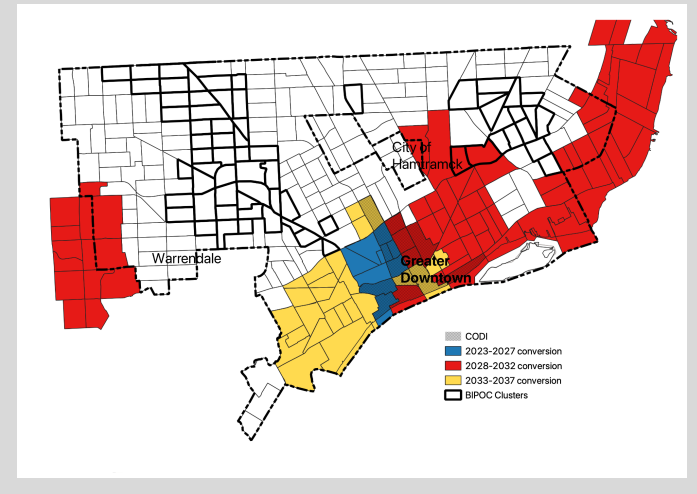 City of
Hamtramck
Warrendale
Greater
Downtown
CODI
2023-2027 conversion
2028-2032 conversion
2033-2037 conversion
BIPOC Clusters